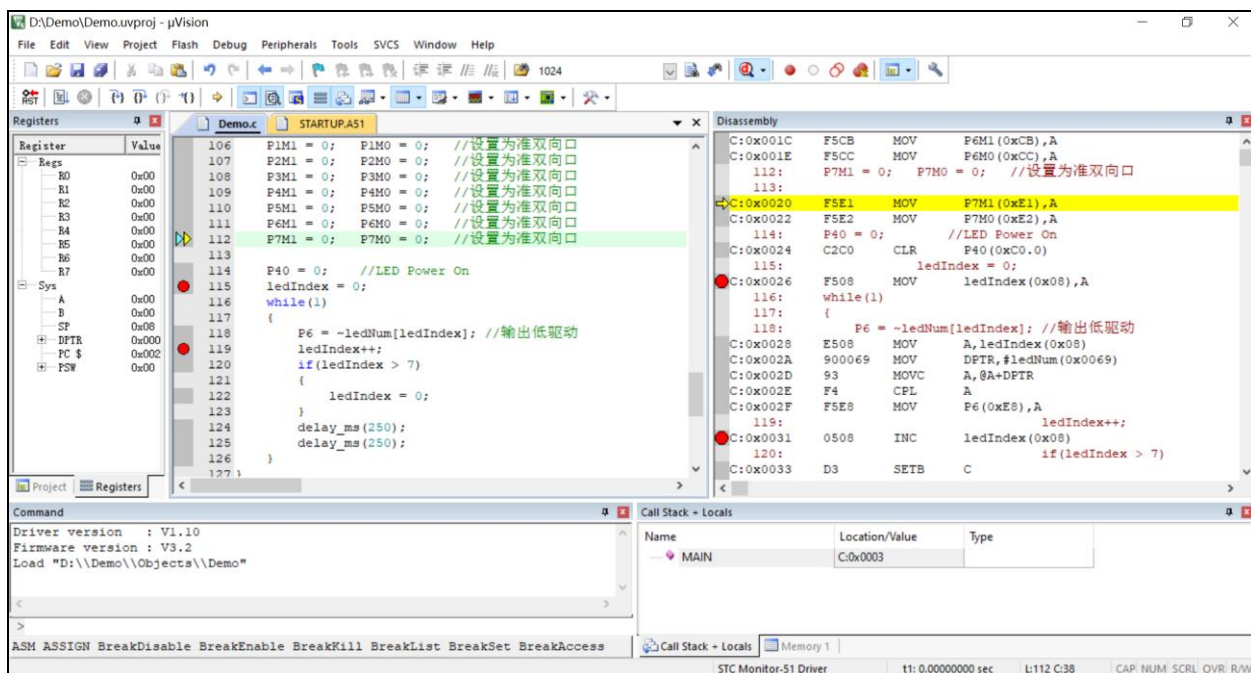 D:\Demo\Demo.uvproj - µVision
File Edit View Project Flash Debug Peripherals Tools SVCS Window Help
1024
RST
Registers
Register Value
Regs
R0 0x00
R1 0x00
R2 0x00
R3 0x00
R4 0x00
R5 0x00
R6 0x00
R7 0x00
Sys
A 0x00
B 0x00
SP 0x08
DPTR 0x000
PC $ 0x002
PSW 0x00
Project Registers
Demo.c STARTUP.A51
106 P1M1 = 0; P1M0 = 0; //设置为准双向口
107 P2M1 = 0; P2M0 = 0; //设置为准双向口
108 P3M1 = 0; P3M0 = 0; //设置为准双向口
109 P4M1 = 0; P4M0 = 0; //设置为准双向口
110 P5M1 = 0; P5M0 = 0; //设置为准双向口
111 P6M1 = 0; P6M0 = 0; //设置为准双向口
112 P7M1 = 0; P7M0 = 0; //设置为准双向口
113
114 P40 = 0; //LED Power On
115 ledIndex = 0;
116 while(1)
117 {
118 P6 = ~ledNum[ledIndex]; //输出低驱动
119 ledIndex++;
120 if(ledIndex > 7)
121 {
122 ledIndex = 0;
123 }
124 delay_ms(250);
125 delay_ms(250);
126 }
127 }
Disassembly
C:0x001C F5CB MOV P6M1(0xCB),A
C:0x001E F5CC MOV P6M0(0xCC),A
112: P7M1 = 0; P7M0 = 0; //设置为准双向口
113:
C:0x0020 F5E1 MOV P7M1(0xE1),A
C:0x0022 F5E2 MOV P7M0(0xE2),A
114: P40 = 0; //LED Power On
C:0x0024 C2C0 CLR P40(0xC0.0)
115: ledIndex = 0;
C:0x0026 F508 MOV ledIndex(0x08),A
116: while(1)
117: {
118: P6 = ~ledNum[ledIndex]; //输出低驱动
C:0x0028 E508 MOV A,ledIndex(0x08)
C:0x002A 900069 MOV DPTR,#ledNum(0x0069)
C:0x002D 93 MOVC A,@A+DPTR
C:0x002E F4 CPL A
C:0x002F F5E8 MOV P6(0xE8),A
119: ledIndex++;
C:0x0031 0508 INC ledIndex(0x08)
120: if(ledIndex > 7)
C:0x0033 D3 SETB C
Command
Driver version : V1.10
Firmware version : V3.2
Load "D:\\Demo\\Objects\\Demo"
>
ASM ASSIGN BreakDisable BreakEnable BreakKill BreakList BreakSet BreakAccess
Call Stack + Locals
Name Location/Value Type
MAIN C:0x0003
Call Stack + Locals Memory 1
STC Monitor-51 Driver t1: 0.00000000 sec L:112 C:38 CAP NUM SCRL OVR R/W